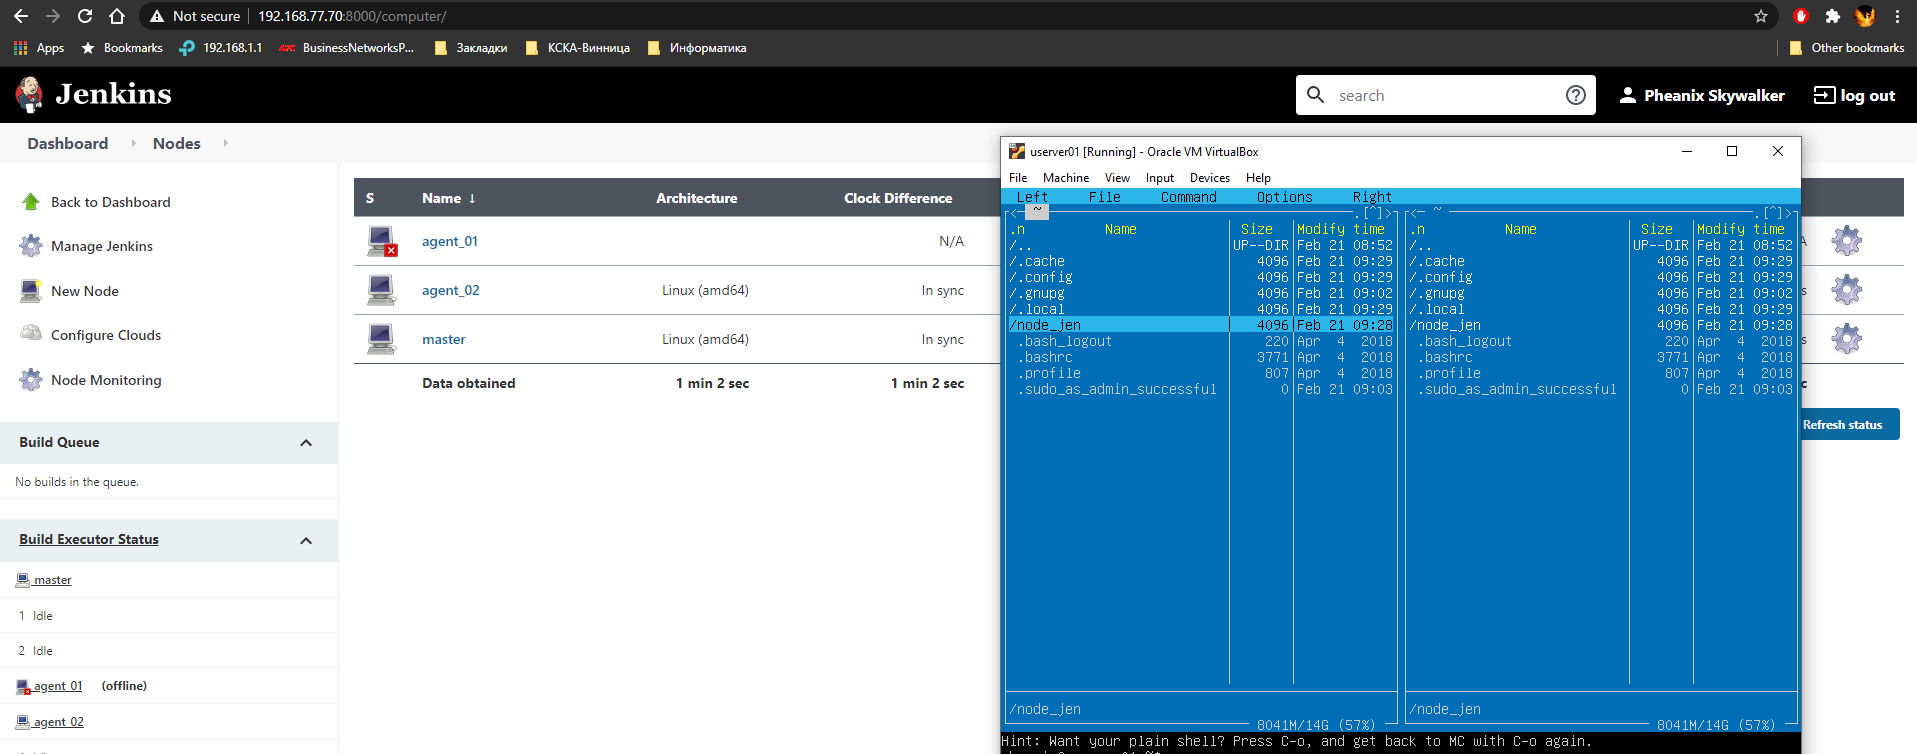 Not secure 192.168.77.70:8000/computer/
Apps Bookmarks 192.168.1.1 BusinessNetworksP... Закладки КСКА-Винница Информатика Other bookmarks
Jenkins search Pheanix Skywalker log out
Dashboard Nodes
Back to Dashboard
Manage Jenkins
New Node
Configure Clouds
Node Monitoring
Build Queue
No builds in the queue.
Build Executor Status
master
1 Idle
2 Idle
agent_01 (offline)
agent_02
S Name ↓ Architecture Clock Difference
agent_01 N/A
agent_02 Linux (amd64) In sync
master Linux (amd64) In sync
Data obtained 1 min 2 sec 1 min 2 sec
Refresh status
userver01 [Running] - Oracle VM VirtualBox
File Machine View Input Devices Help
Left File Command Options Right
<─ ~ .[^]> <─ ~ .[^]>
.n Name Size Modify time .n Name Size Modify time
/.. UP--DIR Feb 21 08:52 /.. UP--DIR Feb 21 08:52
/.cache 4096 Feb 21 09:29 /.cache 4096 Feb 21 09:29
/.config 4096 Feb 21 09:29 /.config 4096 Feb 21 09:29
/.gnupg 4096 Feb 21 09:02 /.gnupg 4096 Feb 21 09:02
/.local 4096 Feb 21 09:29 /.local 4096 Feb 21 09:29
/node_jen 4096 Feb 21 09:28 /node_jen 4096 Feb 21 09:28
.bash_logout 220 Apr 4 2018 .bash_logout 220 Apr 4 2018
.bashrc 3771 Apr 4 2018 .bashrc 3771 Apr 4 2018
.profile 807 Apr 4 2018 .profile 807 Apr 4 2018
.sudo_as_admin_successful 0 Feb 21 09:03 .sudo_as_admin_successful 0 Feb 21 09:03
/node_jen /node_jen
8041M/14G (57%) 8041M/14G (57%)
Hint: Want your plain shell? Press C-o, and get back to MC with C-o again.